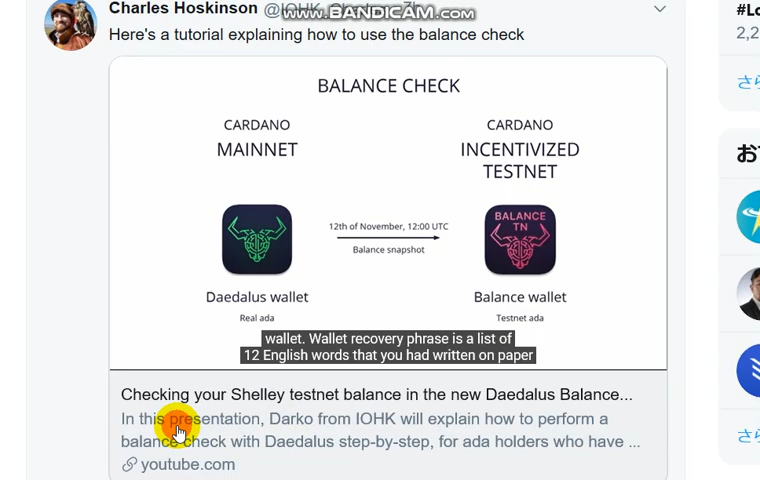 www.BANDICAM.com
Charles Hoskinson
Here's a tutorial explaining how to use the balance check
BALANCE CHECK
CARDANO
MAINNET
CARDANO
INCENTIVIZED
TESTNET
12th of November, 12:00 UTC
Balance snapshot
BALANCE
TN
Daedalus wallet
Real ada
Balance wallet
Testnet ada
wallet. Wallet recovery phrase is a list of
12 English words that you had written on paper
Checking your Shelley testnet balance in the new Daedalus Balance...
In this presentation, Darko from IOHK will explain how to perform a
balance check with Daedalus step-by-step, for ada holders who have ...
youtube.com
2,2
さら
お
さら